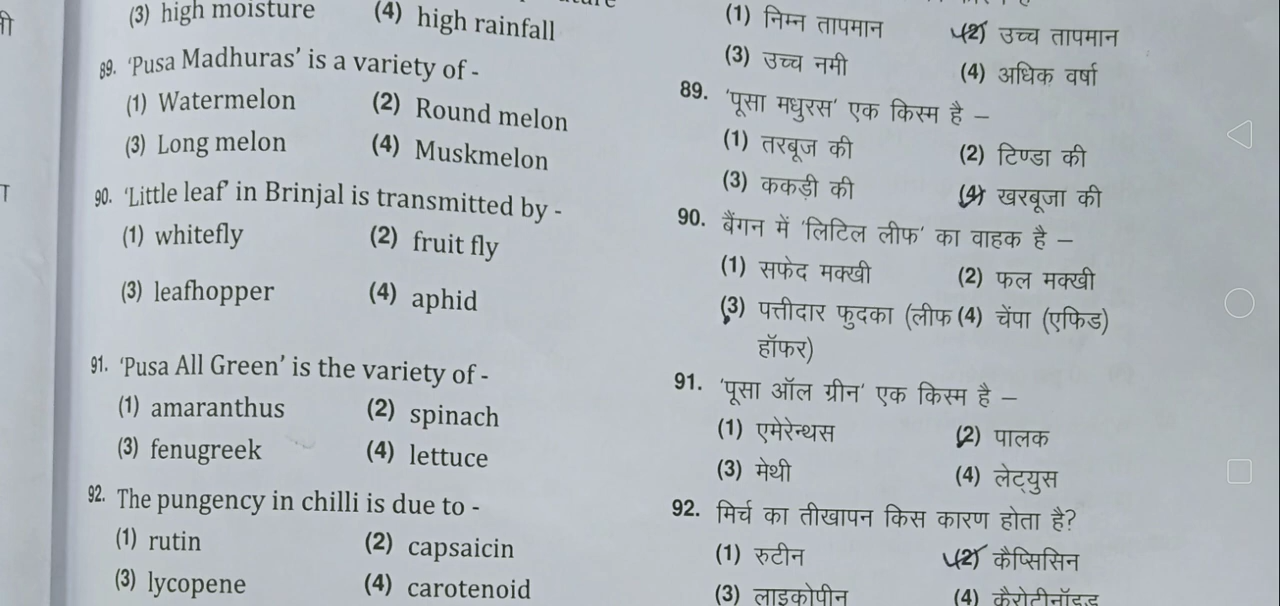 (3) high moisture (4) high rainfall
89. 'Pusa Madhuras' is a variety of -
(1) Watermelon (2) Round melon
(3) Long melon (4) Muskmelon
90. 'Little leaf' in Brinjal is transmitted by -
(1) whitefly (2) fruit fly
(3) leafhopper (4) aphid
91. 'Pusa All Green' is the variety of -
(1) amaranthus (2) spinach
(3) fenugreek (4) lettuce
92. The pungency in chilli is due to -
(1) rutin (2) capsaicin
(3) lycopene (4) carotenoid
(1) निम्न तापमान (2) उच्च तापमान
(3) उच्च नमी (4) अधिक वर्षा
89. 'पूसा मधुरस' एक किस्म है –
(1) तरबूज की (2) टिण्डा की
(3) ककड़ी की (4) खरबूजा की
90. बैंगन में 'लिटिल लीफ' का वाहक है –
(1) सफेद मक्खी (2) फल मक्खी
(3) पत्तीदार फुदका (लीफ (4) चेंपा (एफिड)
हॉफर)
91. 'पूसा ऑल ग्रीन' एक किस्म है –
(1) एमेरेन्थस (2) पालक
(3) मेथी (4) लेट्युस
92. मिर्च का तीखापन किस कारण होता है?
(1) रुटीन (2) कैप्सिसिन
(3) लाइकोपीन (4) कैरोटीनॉइड